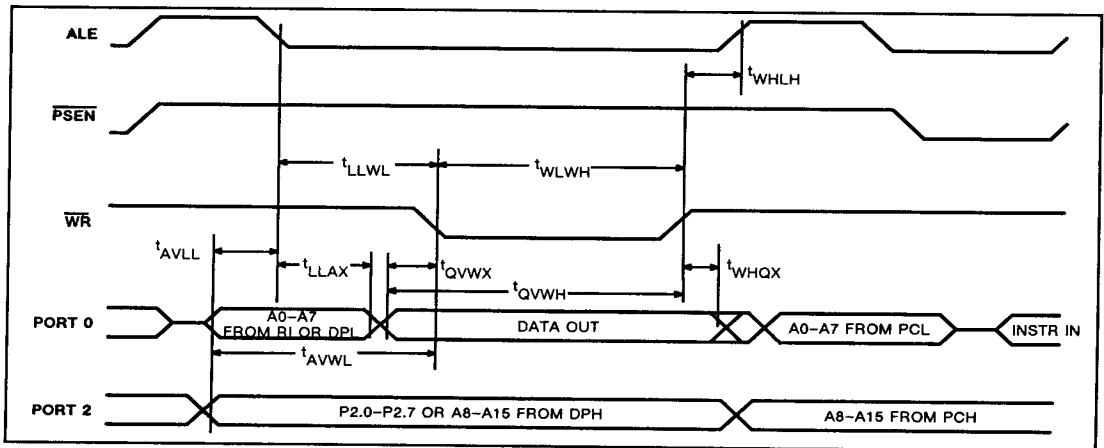 ALE
tWHLH
PSEN
tLLWL
tWLWH
WR
tAVLL
tLLAX
tQVWX
tWHQX
tQVWH
PORT 0
A0–A7
FROM RI OR DPL
DATA OUT
A0–A7 FROM PCL
INSTR IN
tAVWL
PORT 2
P2.0–P2.7 OR A8–A15 FROM DPH
A8–A15 FROM PCH